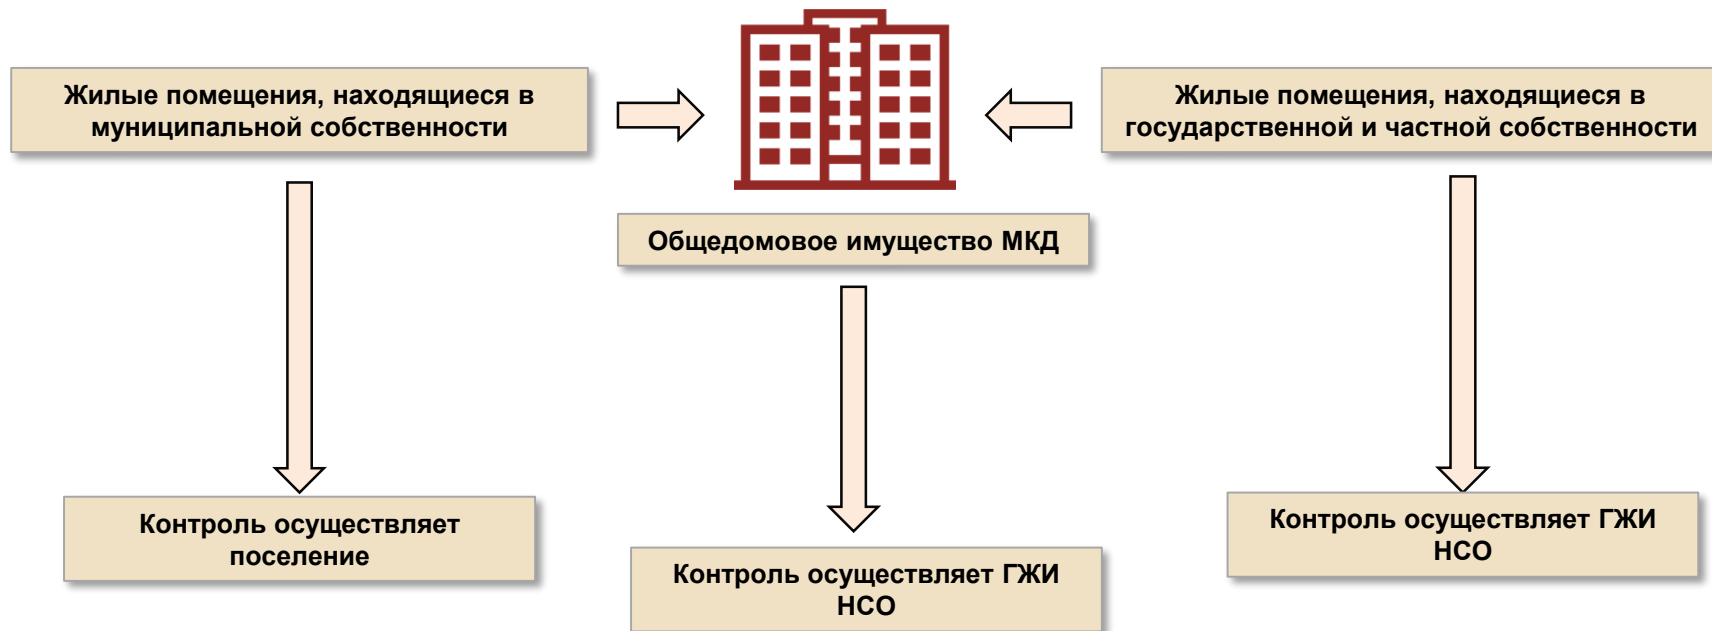 Жилые помещения, находящиеся в
муниципальной собственности
Жилые помещения, находящиеся в
государственной и частной собственности
Общедомовое имущество МКД
Контроль осуществляет
поселение
Контроль осуществляет ГЖИ
НСО
Контроль осуществляет ГЖИ
НСО